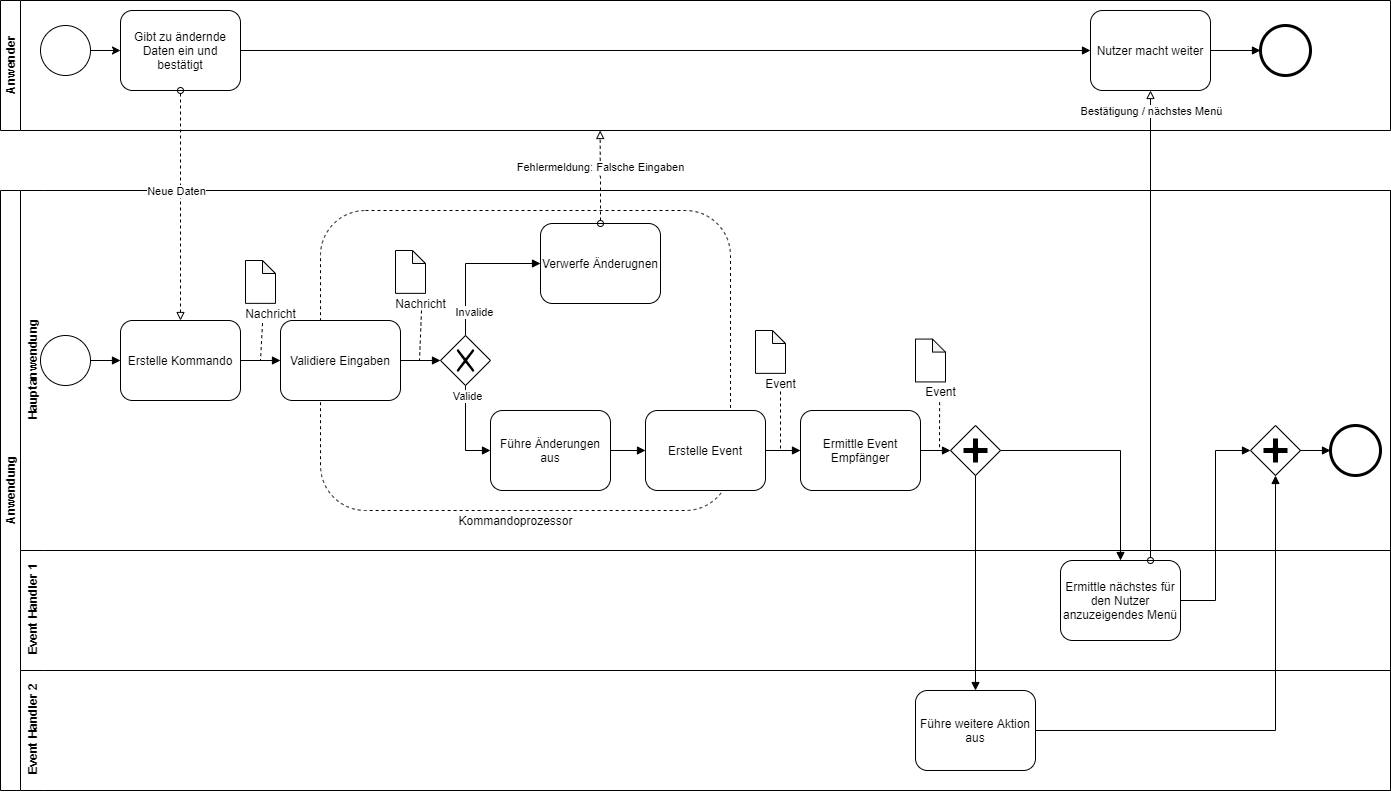 Anwender
Gibt zu ändernde
Daten ein und
bestätigt
Nutzer macht weiter
Bestätigung / nächstes Menü
Fehlermeldung: Falsche Eingaben
Neue Daten
Anwendung
Hauptanwendung
Erstelle Kommando
Nachricht
Validiere Eingaben
Nachricht
Invalide
Valide
Verwerfe Änderugnen
Führe Änderungen
aus
Erstelle Event
Kommandoprozessor
Event
Ermittle Event
Empfänger
Event
Event Handler 1
Ermittle nächstes für
den Nutzer
anzuzeigendes Menü
Event Handler 2
Führe weitere Aktion
aus